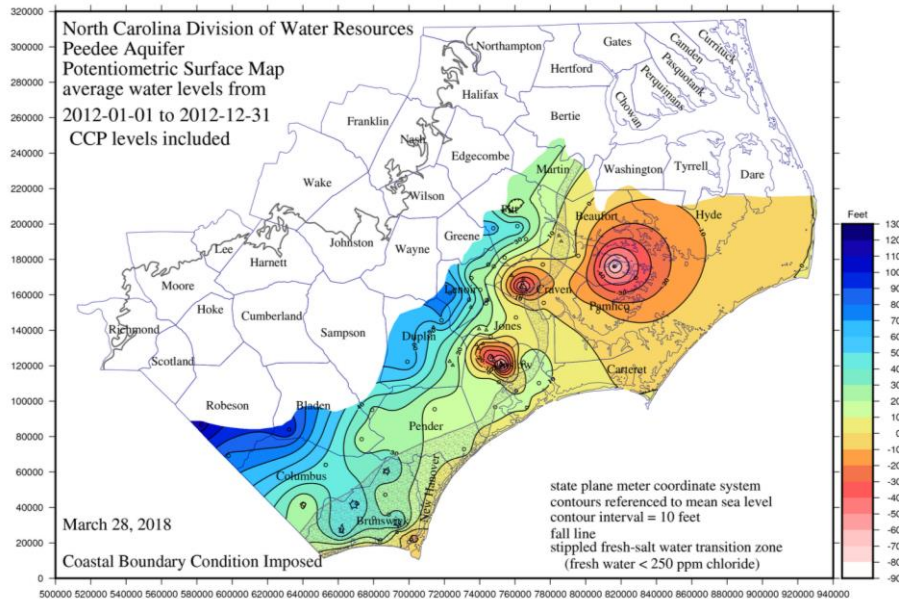 North Carolina Division of Water Resources
Peedee Aquifer
Potentiometric Surface Map
average water levels from
2012-01-01 to 2012-12-31
CCP levels included
320000
300000
280000
260000
240000
220000
200000
180000
160000
140000
120000
100000
80000
60000
40000
20000
0
Northampton
Gates
Camden
Currituck
Pasquotank
Perquimans
Hertford
Chowan
Halifax
Bertie
Franklin
Nash
Edgecombe
Martin
Washington
Tyrrell
Dare
Wake
Wilson
Beaufort
Hyde
Greene
Johnston
Wayne
Lee
Harnett
Lenoir
Craven
Moore
Pamlico
Hoke
Cumberland
Sampson
Jones
Richmond
Duplin
Scotland
Carteret
Robeson
Bladen
Pender
Columbus
New Hanover
Brunswick
Feet
130
120
110
100
90
80
70
60
50
40
30
20
10
0
-10
-20
-30
-40
-50
-60
-70
-80
-90
state plane meter coordinate system
contours referenced to mean sea level
contour interval = 10 feet
fall line
stippled fresh-salt water transition zone
(fresh water < 250 ppm chloride)
March 28, 2018
Coastal Boundary Condition Imposed
500000 520000 540000 560000 580000 600000 620000 640000 660000 680000 700000 720000 740000 760000 780000 800000 820000 840000 860000 880000 900000 920000 940000